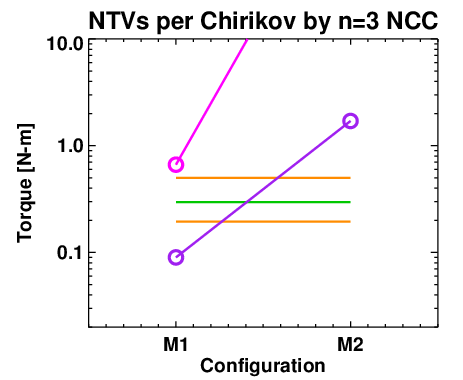 NTVs per Chirikov by n=3 NCC
10.0
1.0
0.1
Torque [N-m]
M1
M2
Configuration